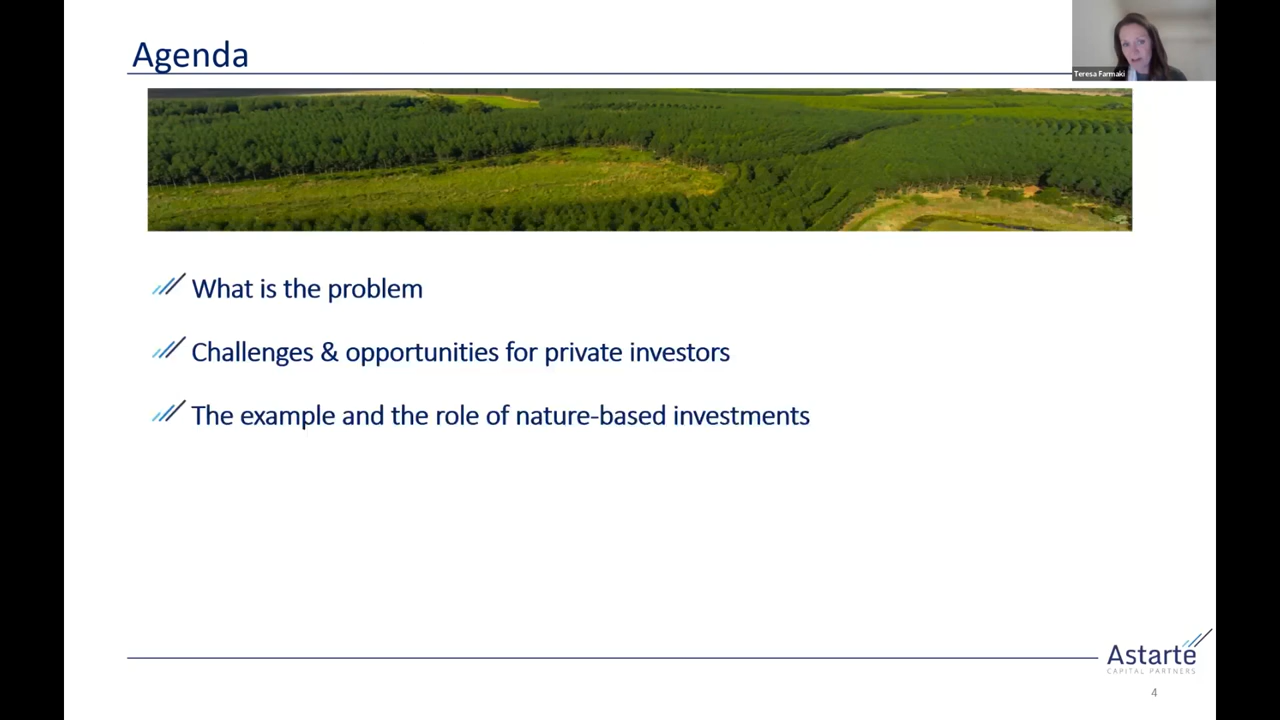 Agenda
Teresa Farmaki
What is the problem
Challenges & opportunities for private investors
The example and the role of nature-based investments
Astarte
CAPITAL PARTNERS
4